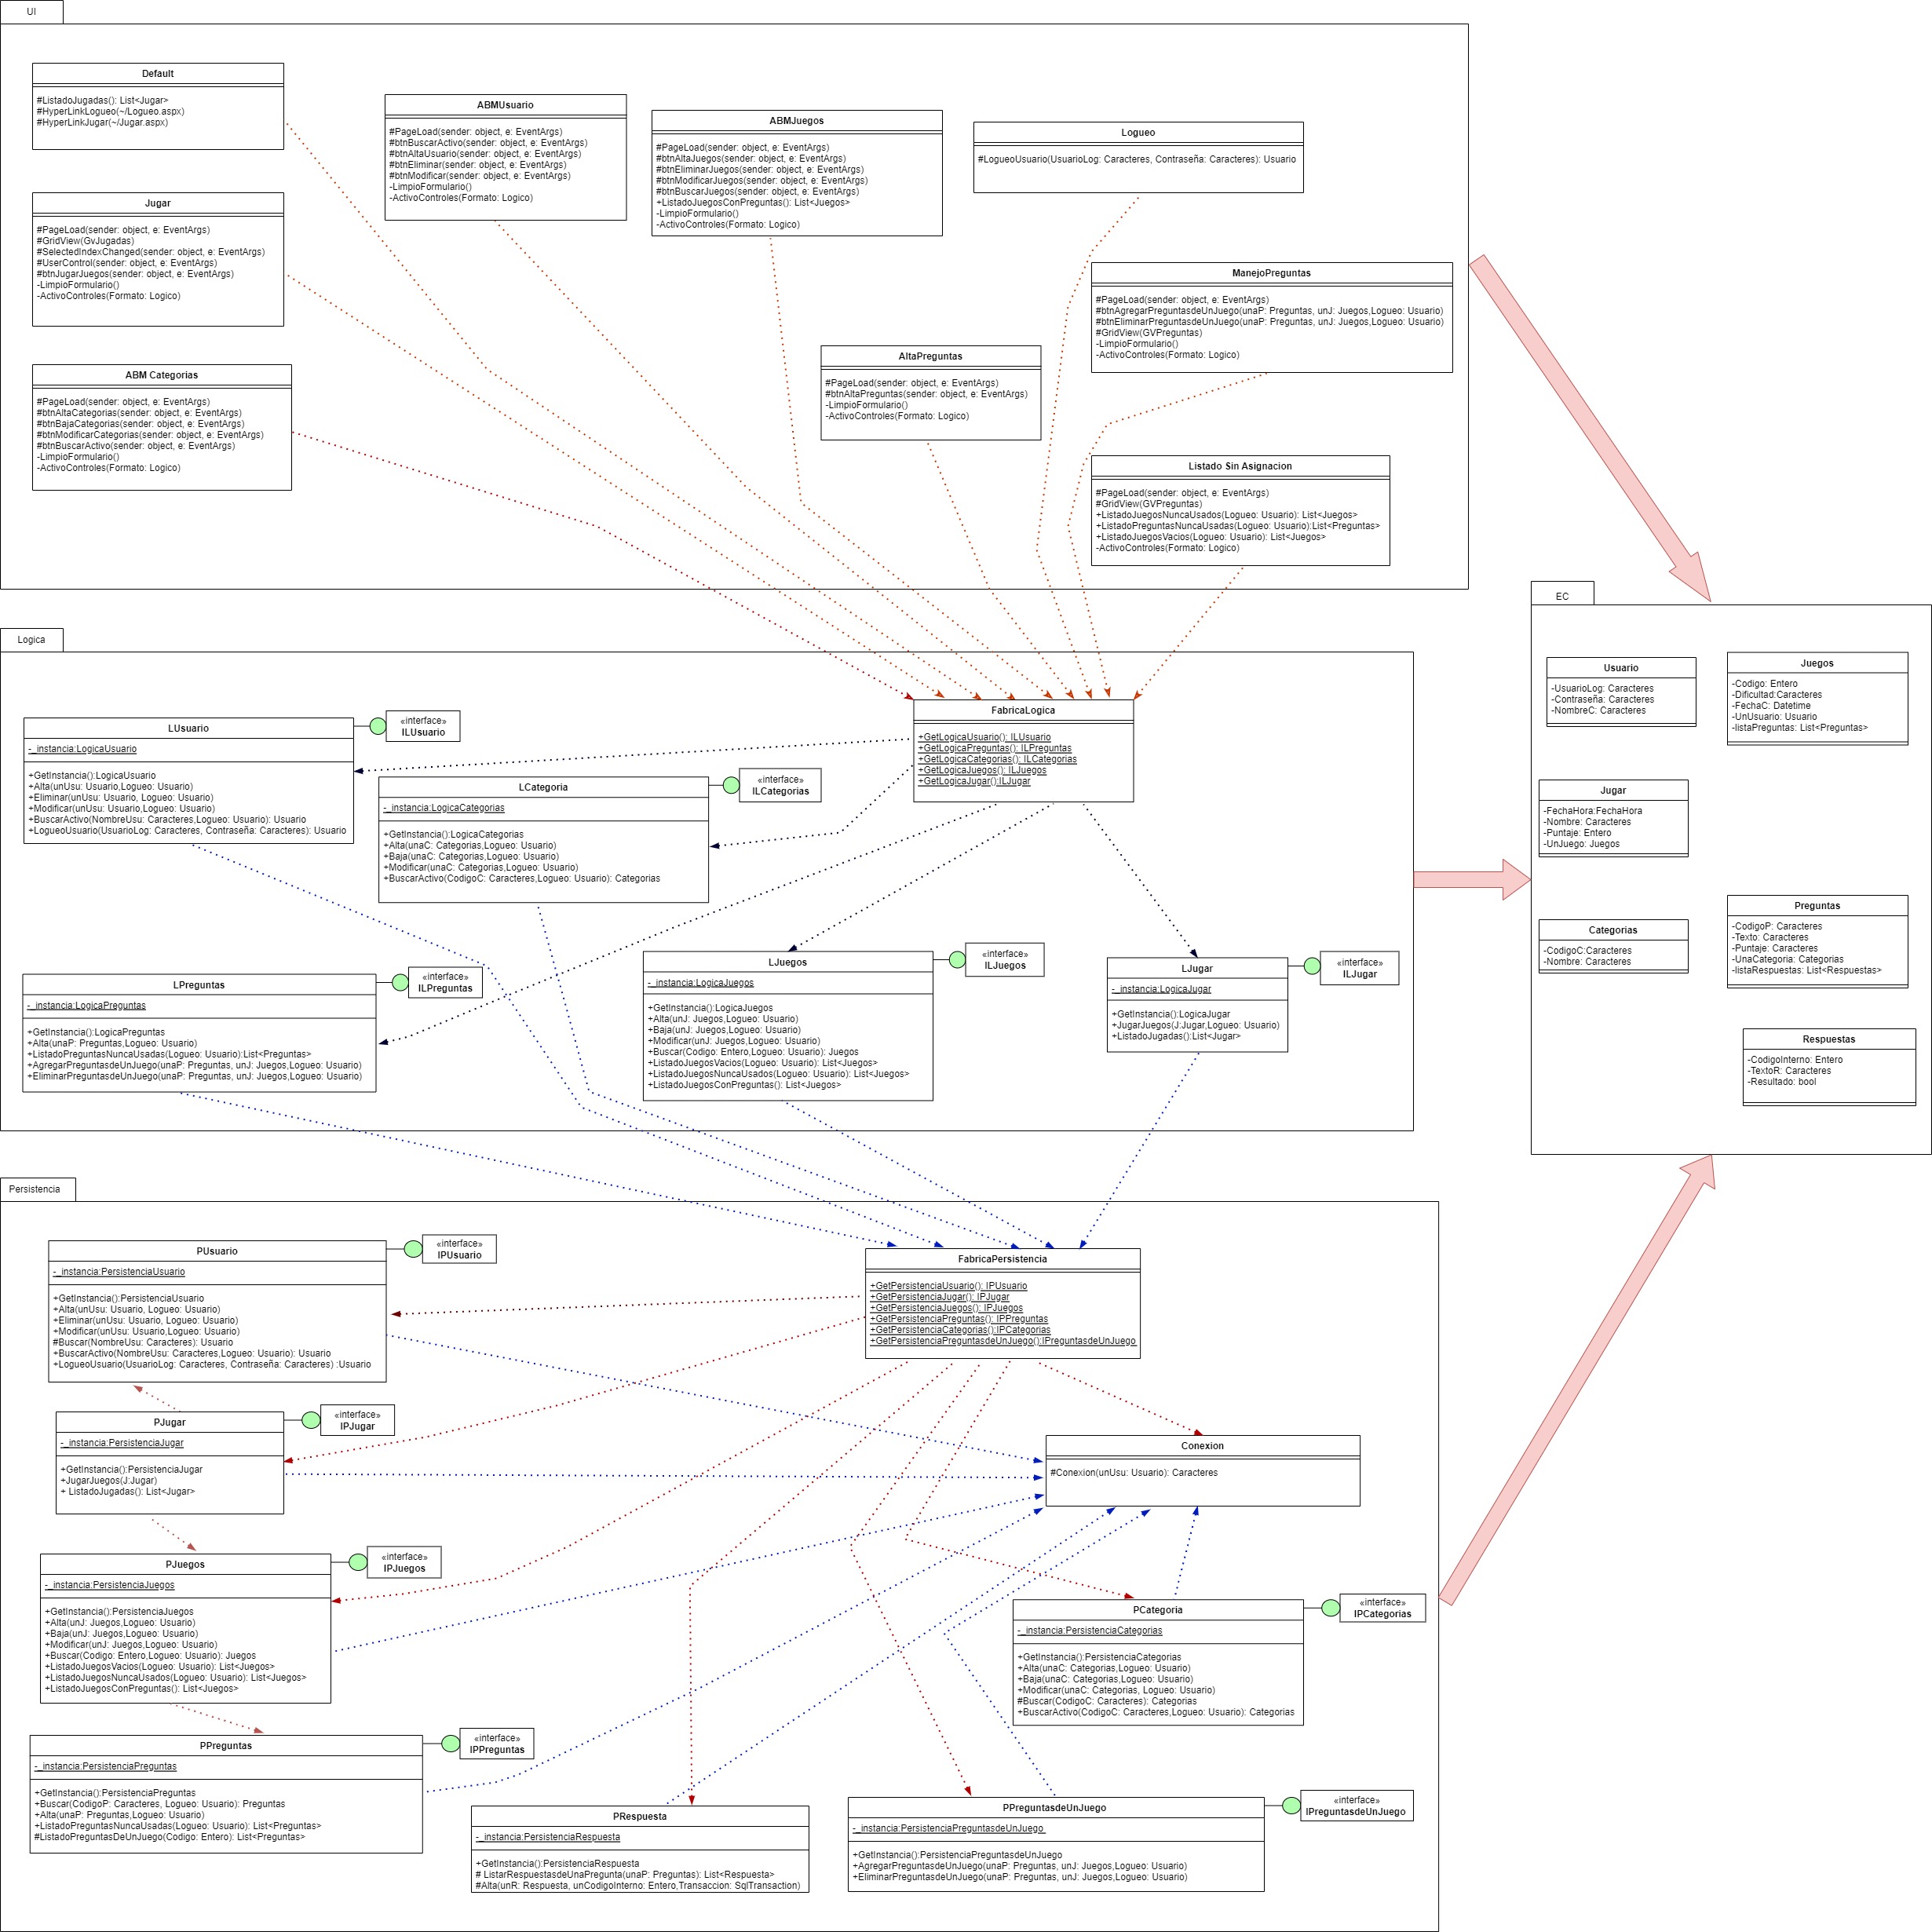 UI
Default
#ListadoJugadas(): List<Jugar>
#HyperLinkLogueo(~/Logueo.aspx)
#HyperLinkJugar(~/Jugar.aspx)
ABMUsuario
#PageLoad(sender: object, e: EventArgs)
#btnBuscarActivo(sender: object, e: EventArgs)
#btnAltaUsuario(sender: object, e: EventArgs)
#btnEliminar(sender: object, e: EventArgs)
#btnModificar(sender: object, e: EventArgs)
-LimpioFormulario()
-ActivoControles(Formato: Logico)
ABMJuegos
#PageLoad(sender: object, e: EventArgs)
#btnAltaJuegos(sender: object, e: EventArgs)
#btnEliminarJuegos(sender: object, e: EventArgs)
#btnModificarJuegos(sender: object, e: EventArgs)
#btnBuscarJuegos(sender: object, e: EventArgs)
+ListadoJuegosConPreguntas(): List<Juegos>
-LimpioFormulario()
-ActivoControles(Formato: Logico)
Logueo
#LogueoUsuario(UsuarioLog: Caracteres, Contraseña: Caracteres): Usuario
Jugar
#PageLoad(sender: object, e: EventArgs)
#GridView(GvJugadas)
#SelectedIndexChanged(sender: object, e: EventArgs)
#UserControl(sender: object, e: EventArgs)
#btnJugarJuegos(sender: object, e: EventArgs)
-LimpioFormulario()
-ActivoControles(Formato: Logico)
ManejoPreguntas
#PageLoad(sender: object, e: EventArgs)
#btnAgregarPreguntasdeUnJuego(unaP: Preguntas, unJ: Juegos,Logueo: Usuario)
#btnEliminarPreguntasdeUnJuego(unaP: Preguntas, unJ: Juegos,Logueo: Usuario)
#GridView(GVPreguntas)
-LimpioFormulario()
-ActivoControles(Formato: Logico)
AltaPreguntas
#PageLoad(sender: object, e: EventArgs)
#btnAltaPreguntas(sender: object, e: EventArgs)
-LimpioFormulario()
-ActivoControles(Formato: Logico)
ABM Categorias
#PageLoad(sender: object, e: EventArgs)
#btnAltaCategorias(sender: object, e: EventArgs)
#btnBajaCategorias(sender: object, e: EventArgs)
#btnModificarCategorias(sender: object, e: EventArgs)
#btnBuscarActivo(sender: object, e: EventArgs)
-LimpioFormulario()
-ActivoControles(Formato: Logico)
Listado Sin Asignacion
#PageLoad(sender: object, e: EventArgs)
#GridView(GVPreguntas)
+ListadoJuegosNuncaUsados(Logueo: Usuario): List<Juegos>
+ListadoPreguntasNuncaUsadas(Logueo: Usuario):List<Preguntas>
+ListadoJuegosVacios(Logueo: Usuario): List<Juegos>
-ActivoControles(Formato: Logico)
EC
Usuario
-UsuarioLog: Caracteres
-Contraseña: Caracteres
-NombreC: Caracteres
Juegos
-Codigo: Entero
-Dificultad:Caracteres
-FechaC: Datetime
-UnUsuario: Usuario
-listaPreguntas: List<Preguntas>
Jugar
-FechaHora:FechaHora
-Nombre: Caracteres
-Puntaje: Entero
-UnJuego: Juegos
Categorias
-CodigoC:Caracteres
-Nombre: Caracteres
Preguntas
-CodigoP: Caracteres
-Texto: Caracteres
-Puntaje: Caracteres
-UnaCategoria: Categorias
-listaRespuestas: List<Respuestas>
Respuestas
-CodigoInterno: Entero
-TextoR: Caracteres
-Resultado: bool
Logica
FabricaLogica
+GetLogicaUsuario(): ILUsuario
+GetLogicaPreguntas(): ILPreguntas
+GetLogicaCategorias(): ILCategorias
+GetLogicaJuegos(): ILJuegos
+GetLogicaJugar():ILJugar
LUsuario
-_instancia:LogicaUsuario
+GetInstancia():LogicaUsuario
+Alta(unUsu: Usuario,Logueo: Usuario)
+Eliminar(unUsu: Usuario, Logueo: Usuario)
+Modificar(unUsu: Usuario,Logueo: Usuario)
+BuscarActivo(NombreUsu: Caracteres,Logueo: Usuario): Usuario
+LogueoUsuario(UsuarioLog: Caracteres, Contraseña: Caracteres): Usuario
«interface»
ILUsuario
LCategoria
-_instancia:LogicaCategorias
+GetInstancia():LogicaCategorias
+Alta(unaC: Categorias,Logueo: Usuario)
+Baja(unaC: Categorias,Logueo: Usuario)
+Modificar(unaC: Categorias,Logueo: Usuario)
+BuscarActivo(CodigoC: Caracteres,Logueo: Usuario): Categorias
«interface»
ILCategorias
LPreguntas
-_instancia:LogicaPreguntas
+GetInstancia():LogicaPreguntas
+Alta(unaP: Preguntas,Logueo: Usuario)
+ListadoPreguntasNuncaUsadas(Logueo: Usuario):List<Preguntas>
+AgregarPreguntasdeUnJuego(unaP: Preguntas, unJ: Juegos,Logueo: Usuario)
+EliminarPreguntasdeUnJuego(unaP: Preguntas, unJ: Juegos,Logueo: Usuario)
«interface»
ILPreguntas
LJuegos
-_instancia:LogicaJuegos
+GetInstancia():LogicaJuegos
+Alta(unJ: Juegos,Logueo: Usuario)
+Baja(unJ: Juegos,Logueo: Usuario)
+Modificar(unJ: Juegos,Logueo: Usuario)
+Buscar(Codigo: Entero,Logueo: Usuario): Juegos
+ListadoJuegosVacios(Logueo: Usuario): List<Juegos>
+ListadoJuegosNuncaUsados(Logueo: Usuario): List<Juegos>
+ListadoJuegosConPreguntas(): List<Juegos>
«interface»
ILJuegos
LJugar
-_instancia:LogicaJugar
+GetInstancia():LogicaJugar
+JugarJuegos(J:Jugar,Logueo: Usuario)
+ListadoJugadas():List<Jugar>
«interface»
ILJugar
Persistencia
PUsuario
-_instancia:PersistenciaUsuario
+GetInstancia():PersistenciaUsuario
+Alta(unUsu: Usuario, Logueo: Usuario)
+Eliminar(unUsu: Usuario, Logueo: Usuario)
+Modificar(unUsu: Usuario,Logueo: Usuario)
#Buscar(NombreUsu: Caracteres): Usuario
+BuscarActivo(NombreUsu: Caracteres,Logueo: Usuario): Usuario
+LogueoUsuario(UsuarioLog: Caracteres, Contraseña: Caracteres) :Usuario
«interface»
IPUsuario
FabricaPersistencia
+GetPersistenciaUsuario(): IPUsuario
+GetPersistenciaJugar(): IPJugar
+GetPersistenciaJuegos(): IPJuegos
+GetPersistenciaPreguntas(): IPPreguntas
+GetPersistenciaCategorias():IPCategorias
+GetPersistenciaPreguntasdeUnJuego():IPreguntasdeUnJuego
PJugar
-_instancia:PersistenciaJugar
+GetInstancia():PersistenciaJugar
+JugarJuegos(J:Jugar)
+ ListadoJugadas(): List<Jugar>
«interface»
IPJugar
Conexion
#Conexion(unUsu: Usuario): Caracteres
PJuegos
-_instancia:PersistenciaJuegos
+GetInstancia():PersistenciaJuegos
+Alta(unJ: Juegos,Logueo: Usuario)
+Baja(unJ: Juegos,Logueo: Usuario)
+Modificar(unJ: Juegos,Logueo: Usuario)
+Buscar(Codigo: Entero,Logueo: Usuario): Juegos
+ListadoJuegosVacios(Logueo: Usuario): List<Juegos>
+ListadoJuegosNuncaUsados(Logueo: Usuario): List<Juegos>
+ListadoJuegosConPreguntas(): List<Juegos>
«interface»
IPJuegos
PCategoria
-_instancia:PersistenciaCategorias
+GetInstancia():PersistenciaCategorias
+Alta(unaC: Categorias,Logueo: Usuario)
+Baja(unaC: Categorias,Logueo: Usuario)
+Modificar(unaC: Categorias, Logueo: Usuario)
#Buscar(CodigoC: Caracteres): Categorias
+BuscarActivo(CodigoC: Caracteres,Logueo: Usuario): Categorias
«interface»
IPCategorias
PPreguntas
-_instancia:PersistenciaPreguntas
+GetInstancia():PersistenciaPreguntas
+Buscar(CodigoP: Caracteres, Logueo: Usuario): Preguntas
+Alta(unaP: Preguntas,Logueo: Usuario)
+ListadoPreguntasNuncaUsadas(Logueo: Usuario): List<Preguntas>
#ListadoPreguntasDeUnJuego(Codigo: Entero): List<Preguntas>
«interface»
IPPreguntas
PRespuesta
-_instancia:PersistenciaRespuesta
+GetInstancia():PersistenciaRespuesta
# ListarRespuestasdeUnaPregunta(unaP: Preguntas): List<Respuesta>
#Alta(unR: Respuesta, unCodigoInterno: Entero,Transaccion: SqlTransaction)
PPreguntasdeUnJuego
-_instancia:PersistenciaPreguntasdeUnJuego
+GetInstancia():PersistenciaPreguntasdeUnJuego
+AgregarPreguntasdeUnJuego(unaP: Preguntas, unJ: Juegos,Logueo: Usuario)
+EliminarPreguntasdeUnJuego(unaP: Preguntas, unJ: Juegos,Logueo: Usuario)
«interface»
IPreguntasdeUnJuego